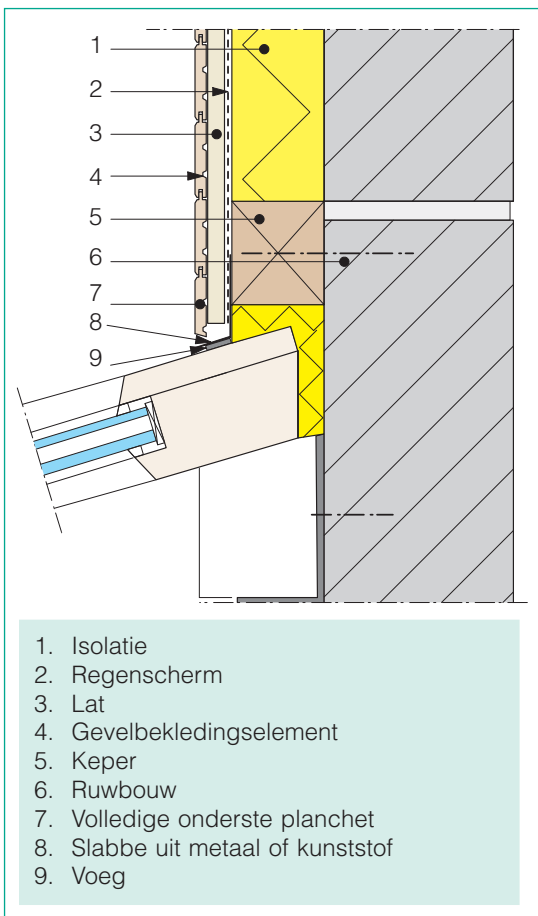 1
2
3
4
5
6
7
8
9
1. Isolatie
2. Regenscherm
3. Lat
4. Gevelbekledingselement
5. Keper
6. Ruwbouw
7. Volledige onderste planchet
8. Slabbe uit metaal of kunststof
9. Voeg